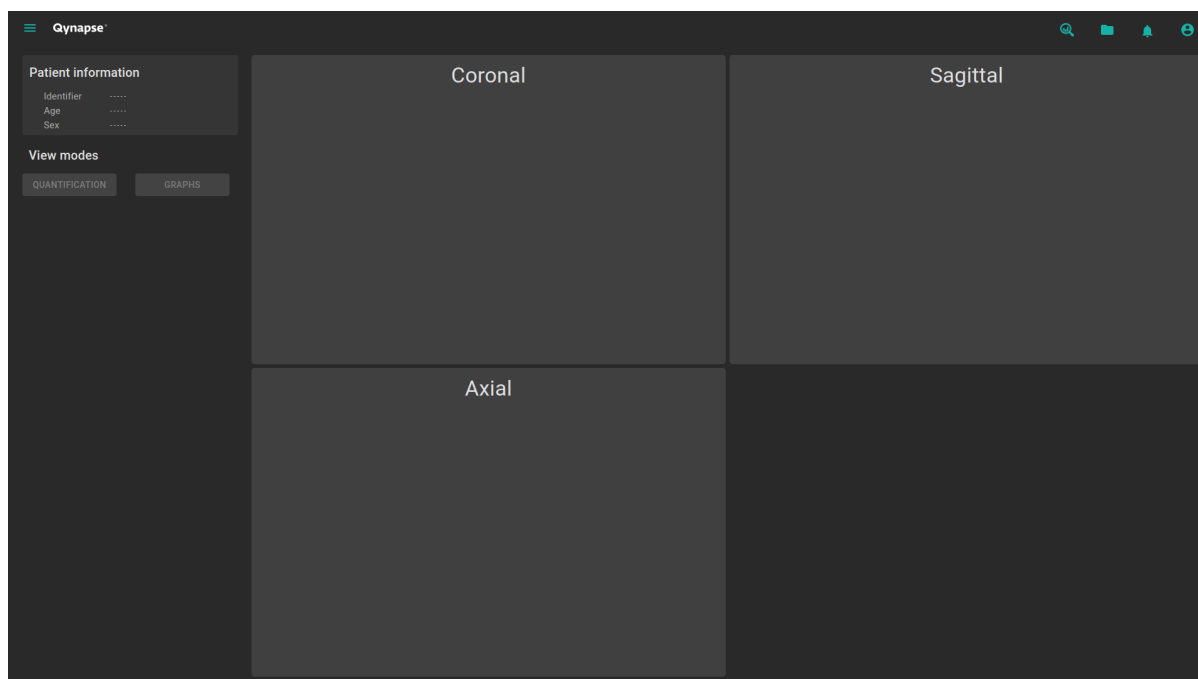 Qynapse
Patient information
Identifier -----
Age -----
Sex -----
View modes
QUANTIFICATION GRAPHS
Coronal
Sagittal
Axial